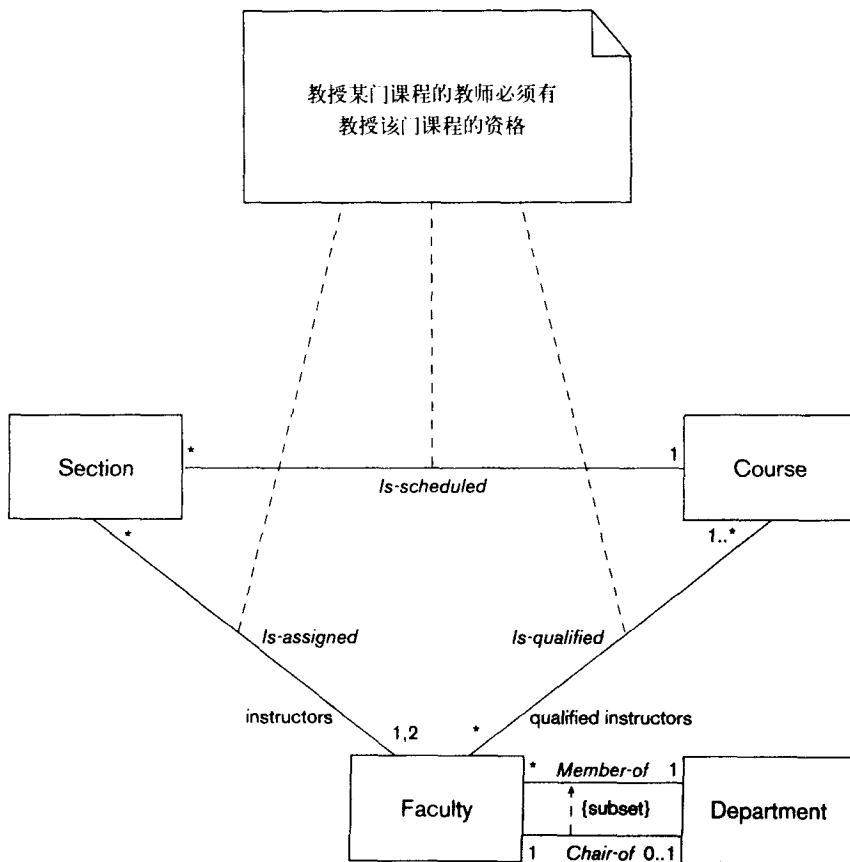 教授某门课程的教师必须有
教授该门课程的资格
Section
*
1
Course
Is-scheduled
*
1..*
Is-assigned
Is-qualified
instructors
1,2
*
qualified instructors
Faculty
*
Member-of
1
{subset}
Department
1
Chair-of
0..1